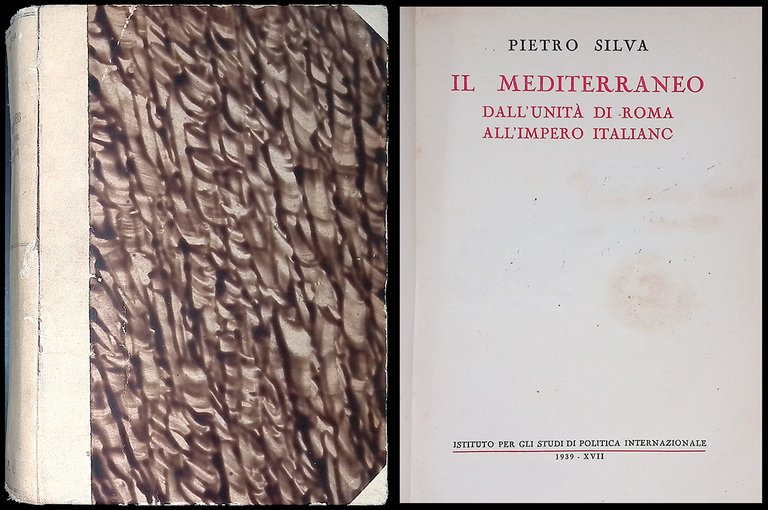 PIETRO SILVA
IL MEDITERRANEO
DALL'UNITÀ DI ROMA
ALL'IMPERO ITALIANO
ISTITUTO PER GLI STUDI DI POLITICA INTERNAZIONALE
1939 - XVII